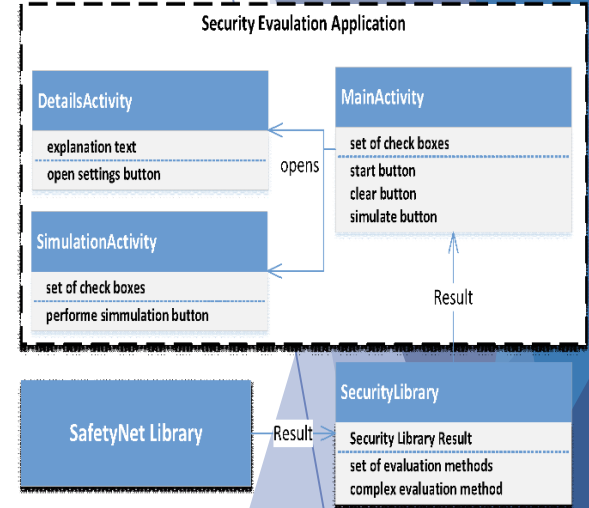 Security Evaulation Application
DetailsActivity
explanation text
open settings button
MainActivity
set of check boxes
start button
clear button
simulate button
opens
SimulationActivity
set of check boxes
performe simmulation button
Result
SafetyNet Library
Result
SecurityLibrary
Security Library Result
set of evaluation methods
complex evaluation method